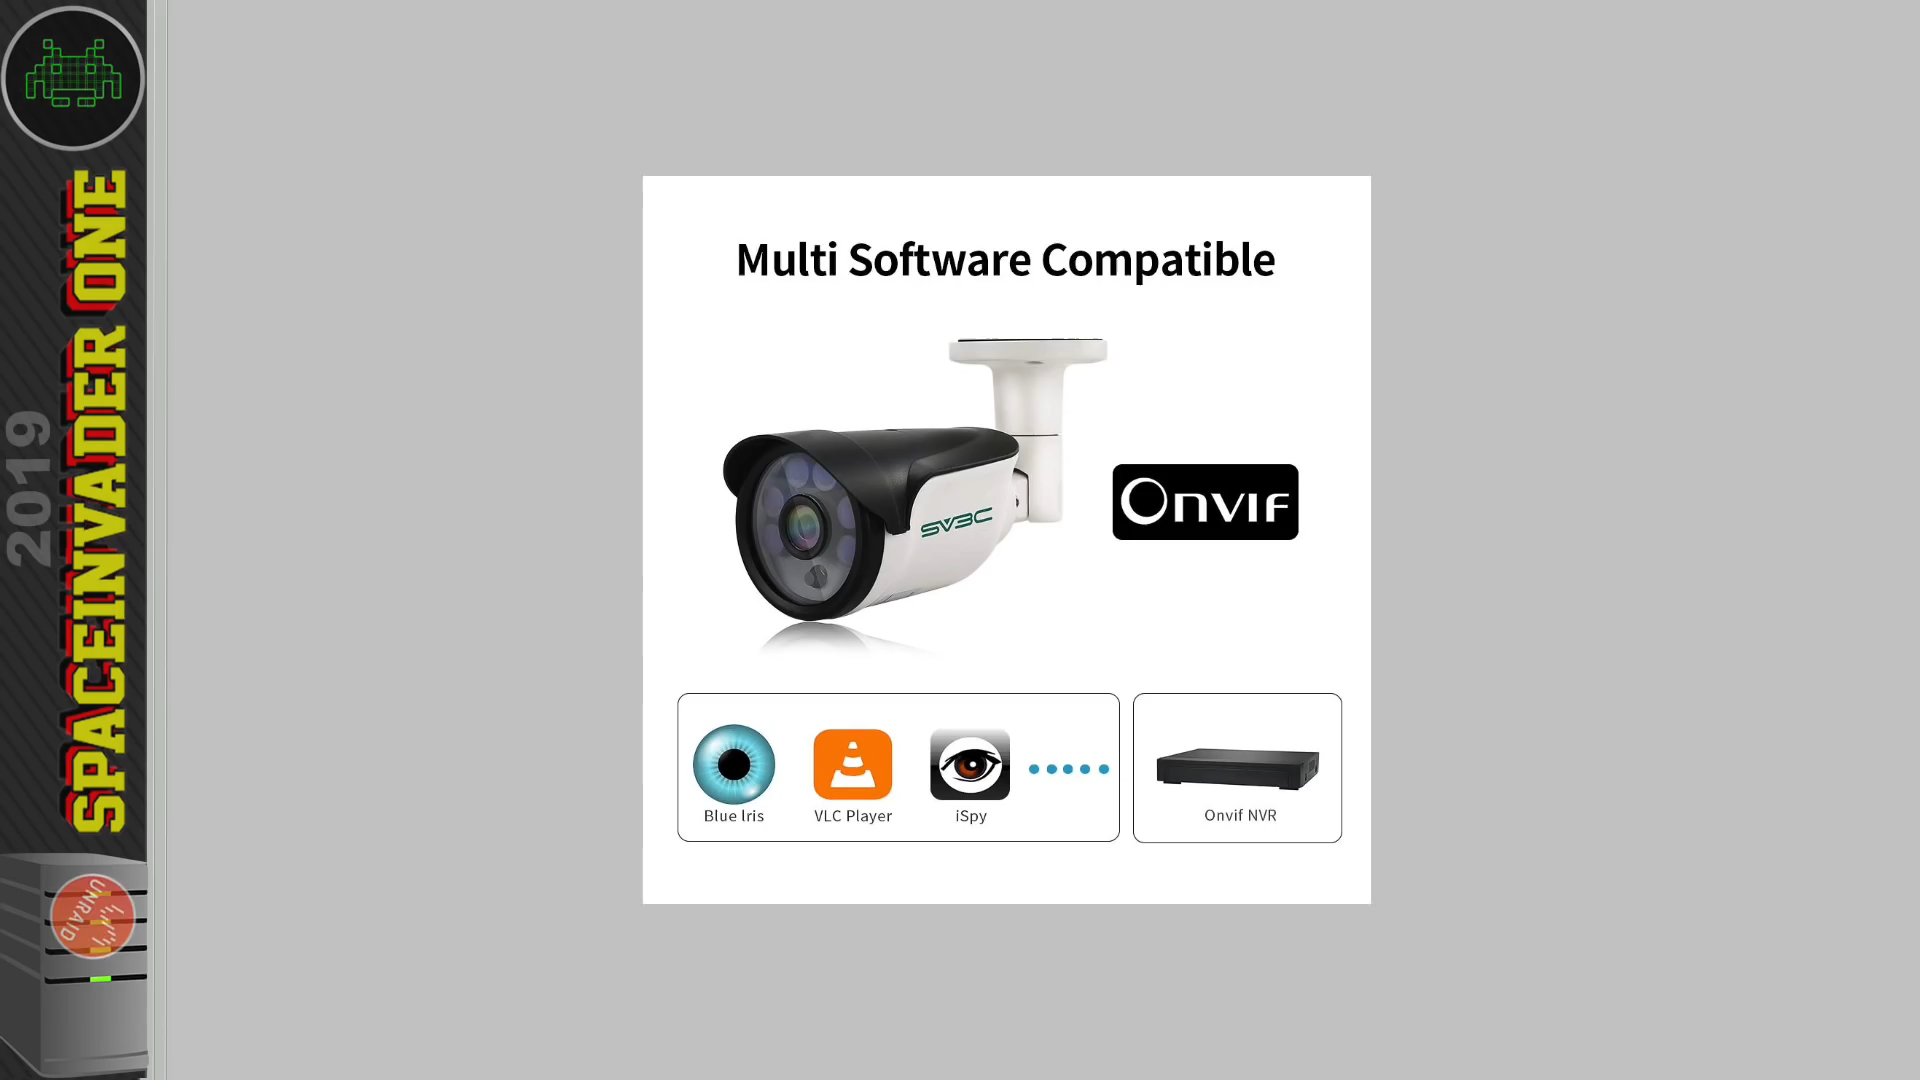 2019
SPACEINVADER ONE
UNRAID
Multi Software Compatible
SV3C
ONVIF
Blue Iris
VLC Player
iSpy
Onvif NVR